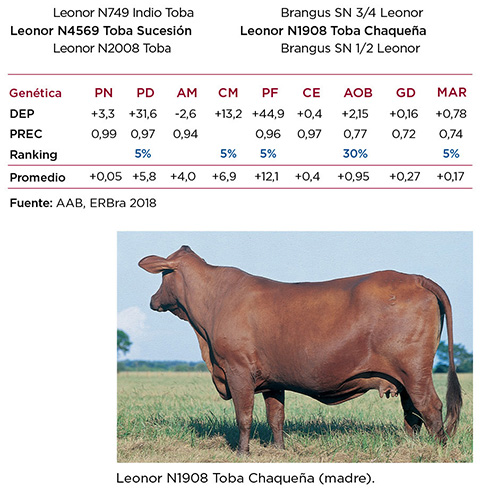 Leonor N749 Indio Toba
Leonor N4569 Toba Sucesión
Leonor N2008 Toba
Brangus SN 3/4 Leonor
Leonor N1908 Toba Chaqueña
Brangus SN 1/2 Leonor
Genética PN PD AM CM PF CE AOB GD MAR
DEP +3,3 +31,6 -2,6 +13,2 +44,9 +0,4 +2,15 +0,16 +0,78
PREC 0,99 0,97 0,94 0,96 0,97 0,77 0,72 0,74
Ranking 5% 5% 5% 30% 5%
Promedio +0,05 +5,8 +4,0 +6,9 +12,1 +0,4 +0,95 +0,27 +0,17
Fuente: AAB, ERBra 2018
Leonor N1908 Toba Chaqueña (madre).